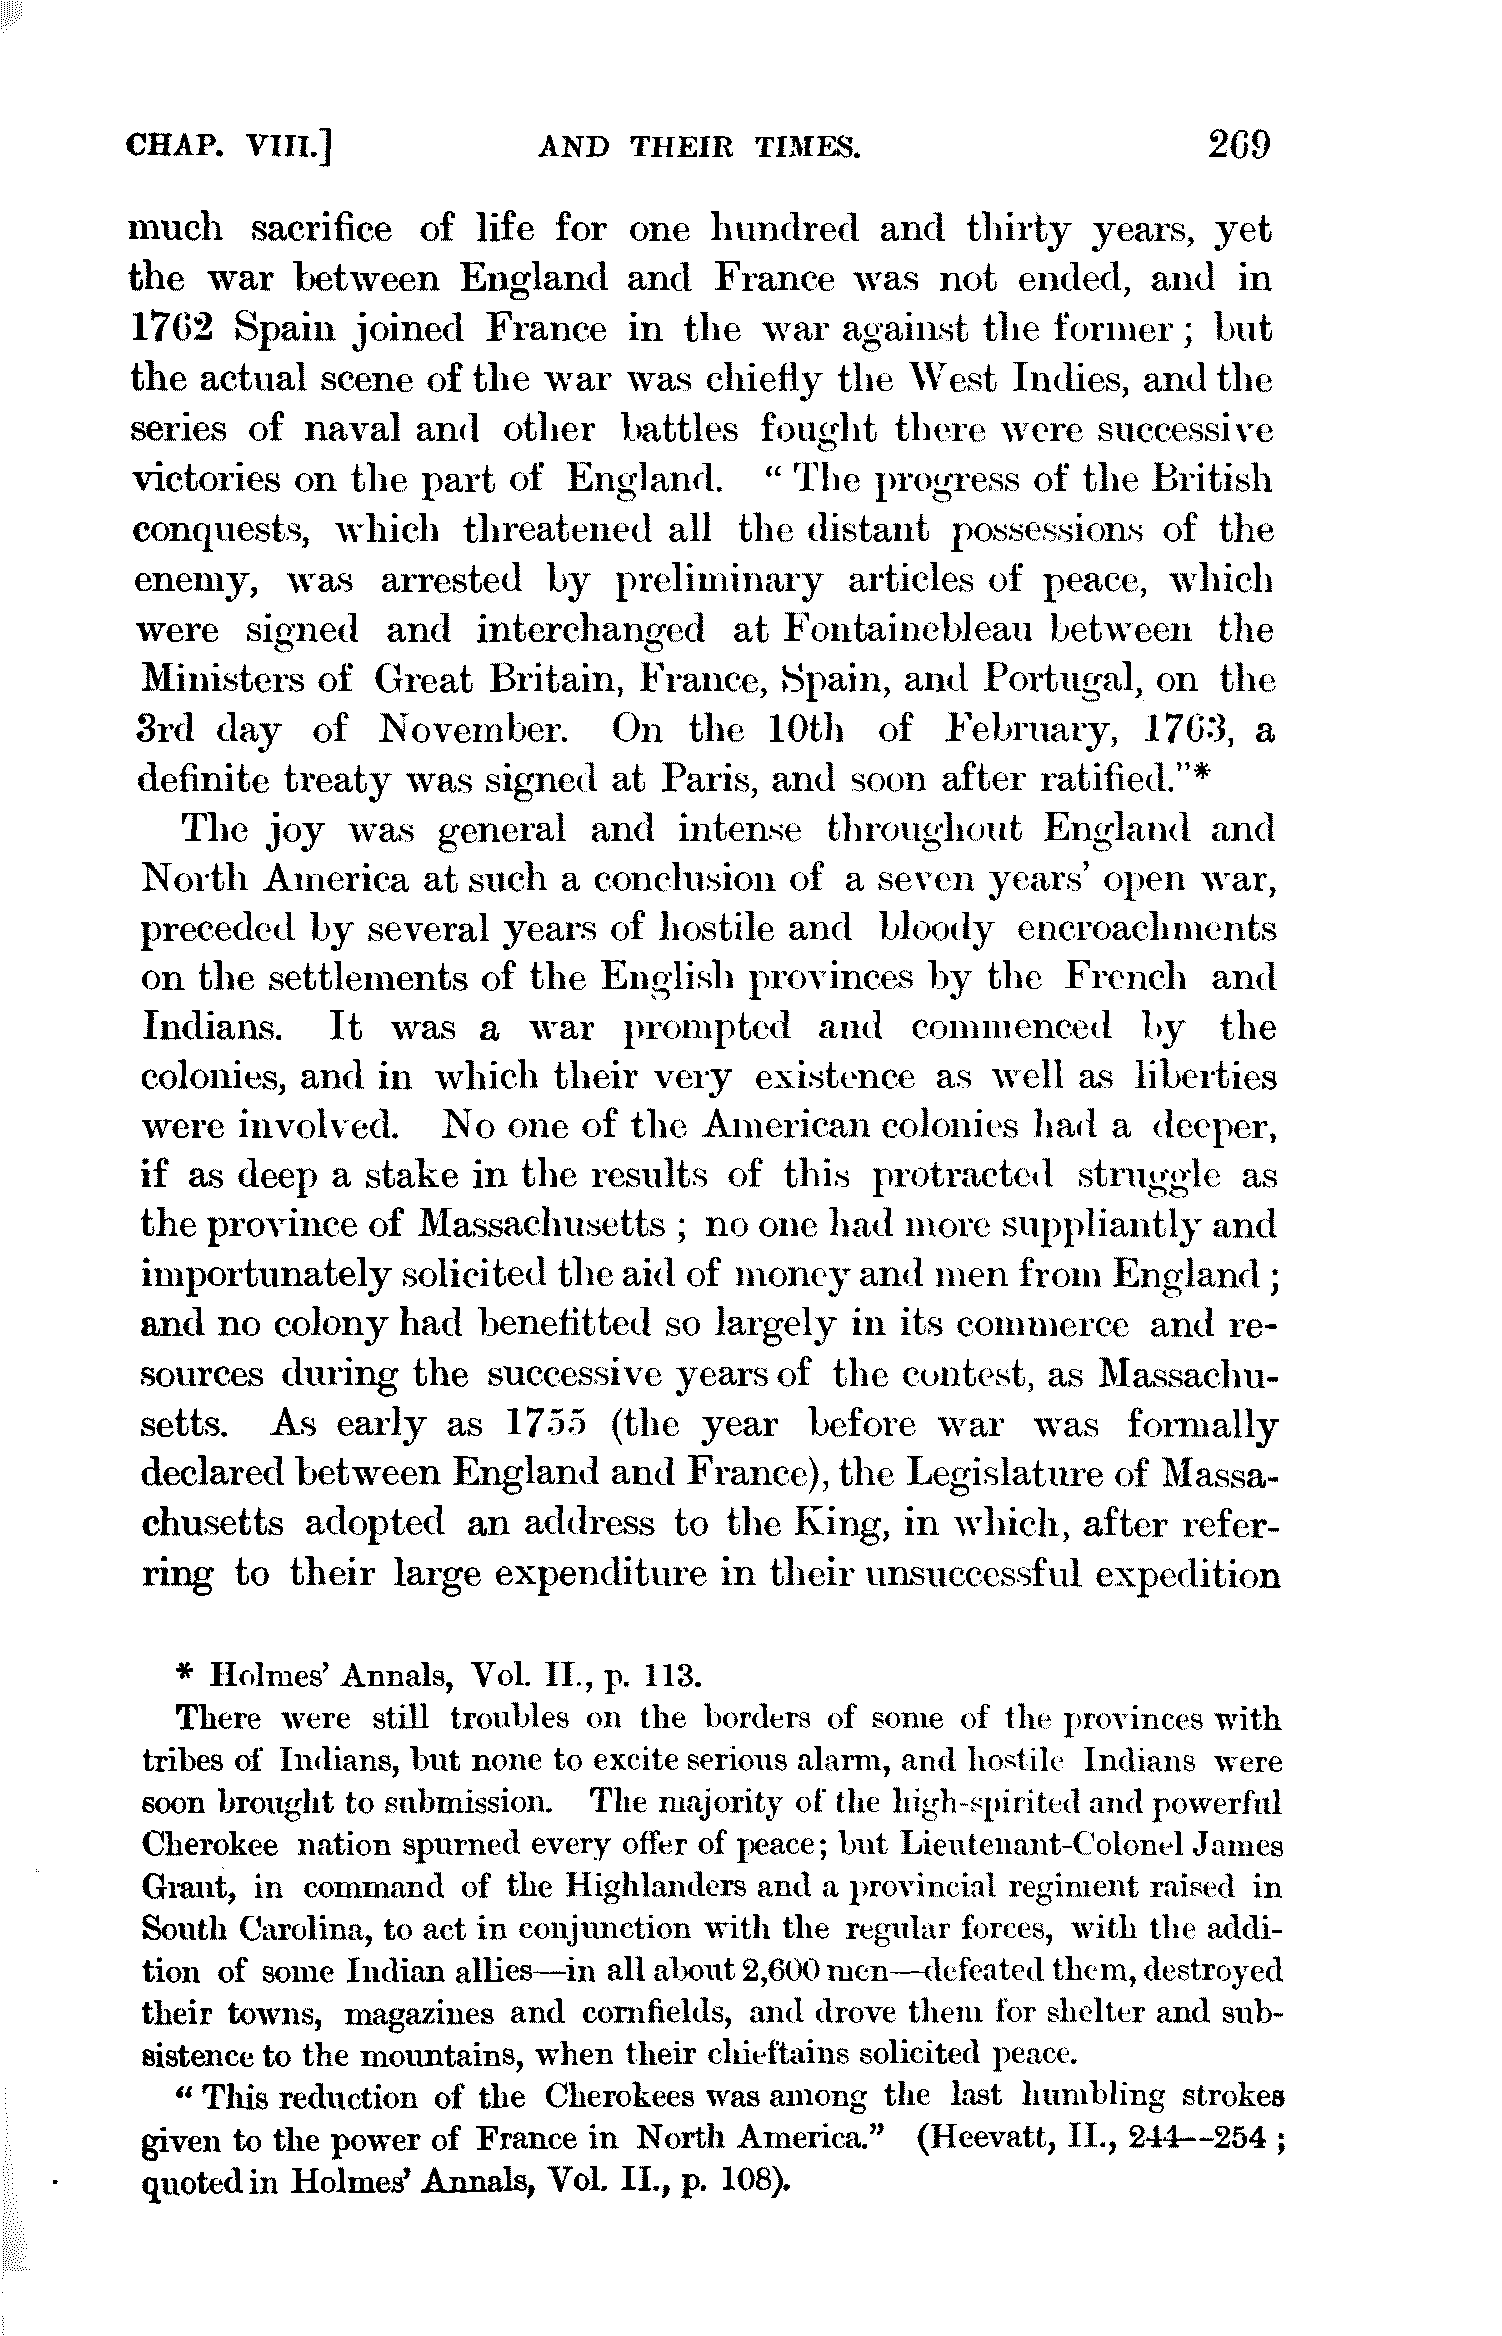 CHAP. VIII.] AND THEIR TIMES. 269
much sacrifice of life for one hundred and thirty years, yet
the war between England and France was not ended, and in
1762 Spain joined France in the war against the former ; but
the actual scene of the war was chiefly the West Indies, and the
series of naval and other battles fought there were successive
victories on the part of England. " The progress of the British
conquests, which threatened all the distant possessions of the
enemy, was arrested by preliminary articles of peace, which
were signed and interchanged at Fontainebleau between the
Ministers of Great Britain, France, Spain, and Portugal, on the
3rd day of November. On the 10th of February, 1763, a
definite treaty was signed at Paris, and soon after ratified."*
The joy was general and intense throughout England and
North America at such a conclusion of a seven years' open war,
preceded by several years of hostile and bloody encroachments
on the settlements of the English provinces by the French and
Indians. It was a war prompted and commenced by the
colonies, and in which their very existence as well as liberties
were involved. No one of the American colonies had a deeper,
if as deep a stake in the results of this protracted struggle as
the province of Massachusetts ; no one had more suppliantly and
importunately solicited the aid of money and men from England ;
and no colony had benefitted so largely in its commerce and re-
sources during the successive years of the contest, as Massachu-
setts. As early as 1755 (the year before war was formally
declared between England and France), the Legislature of Massa-
chusetts adopted an address to the King, in which, after refer-
ring to their large expenditure in their unsuccessful expedition
* Holmes' Annals, Vol. II., p. 113.
There were still troubles on the borders of some of the provinces with
tribes of Indians, but none to excite serious alarm, and hostile Indians were
soon brought to submission. The majority of the high-spirited and powerful
Cherokee nation spurned every offer of peace; but Lieutenant-Colonel James
Grant, in command of the Highlanders and a provincial regiment raised in
South Carolina, to act in conjunction with the regular forces, with the addi-
tion of some Indian allies—in all about 2,600 men—defeated them, destroyed
their towns, magazines and cornfields, and drove them for shelter and sub-
sistence to the mountains, when their chieftains solicited peace.
" This reduction of the Cherokees was among the last humbling strokes
given to the power of France in North America." (Heevatt, II., 244--254 ;
quoted in Holmes' Annals, Vol. II., p. 108).